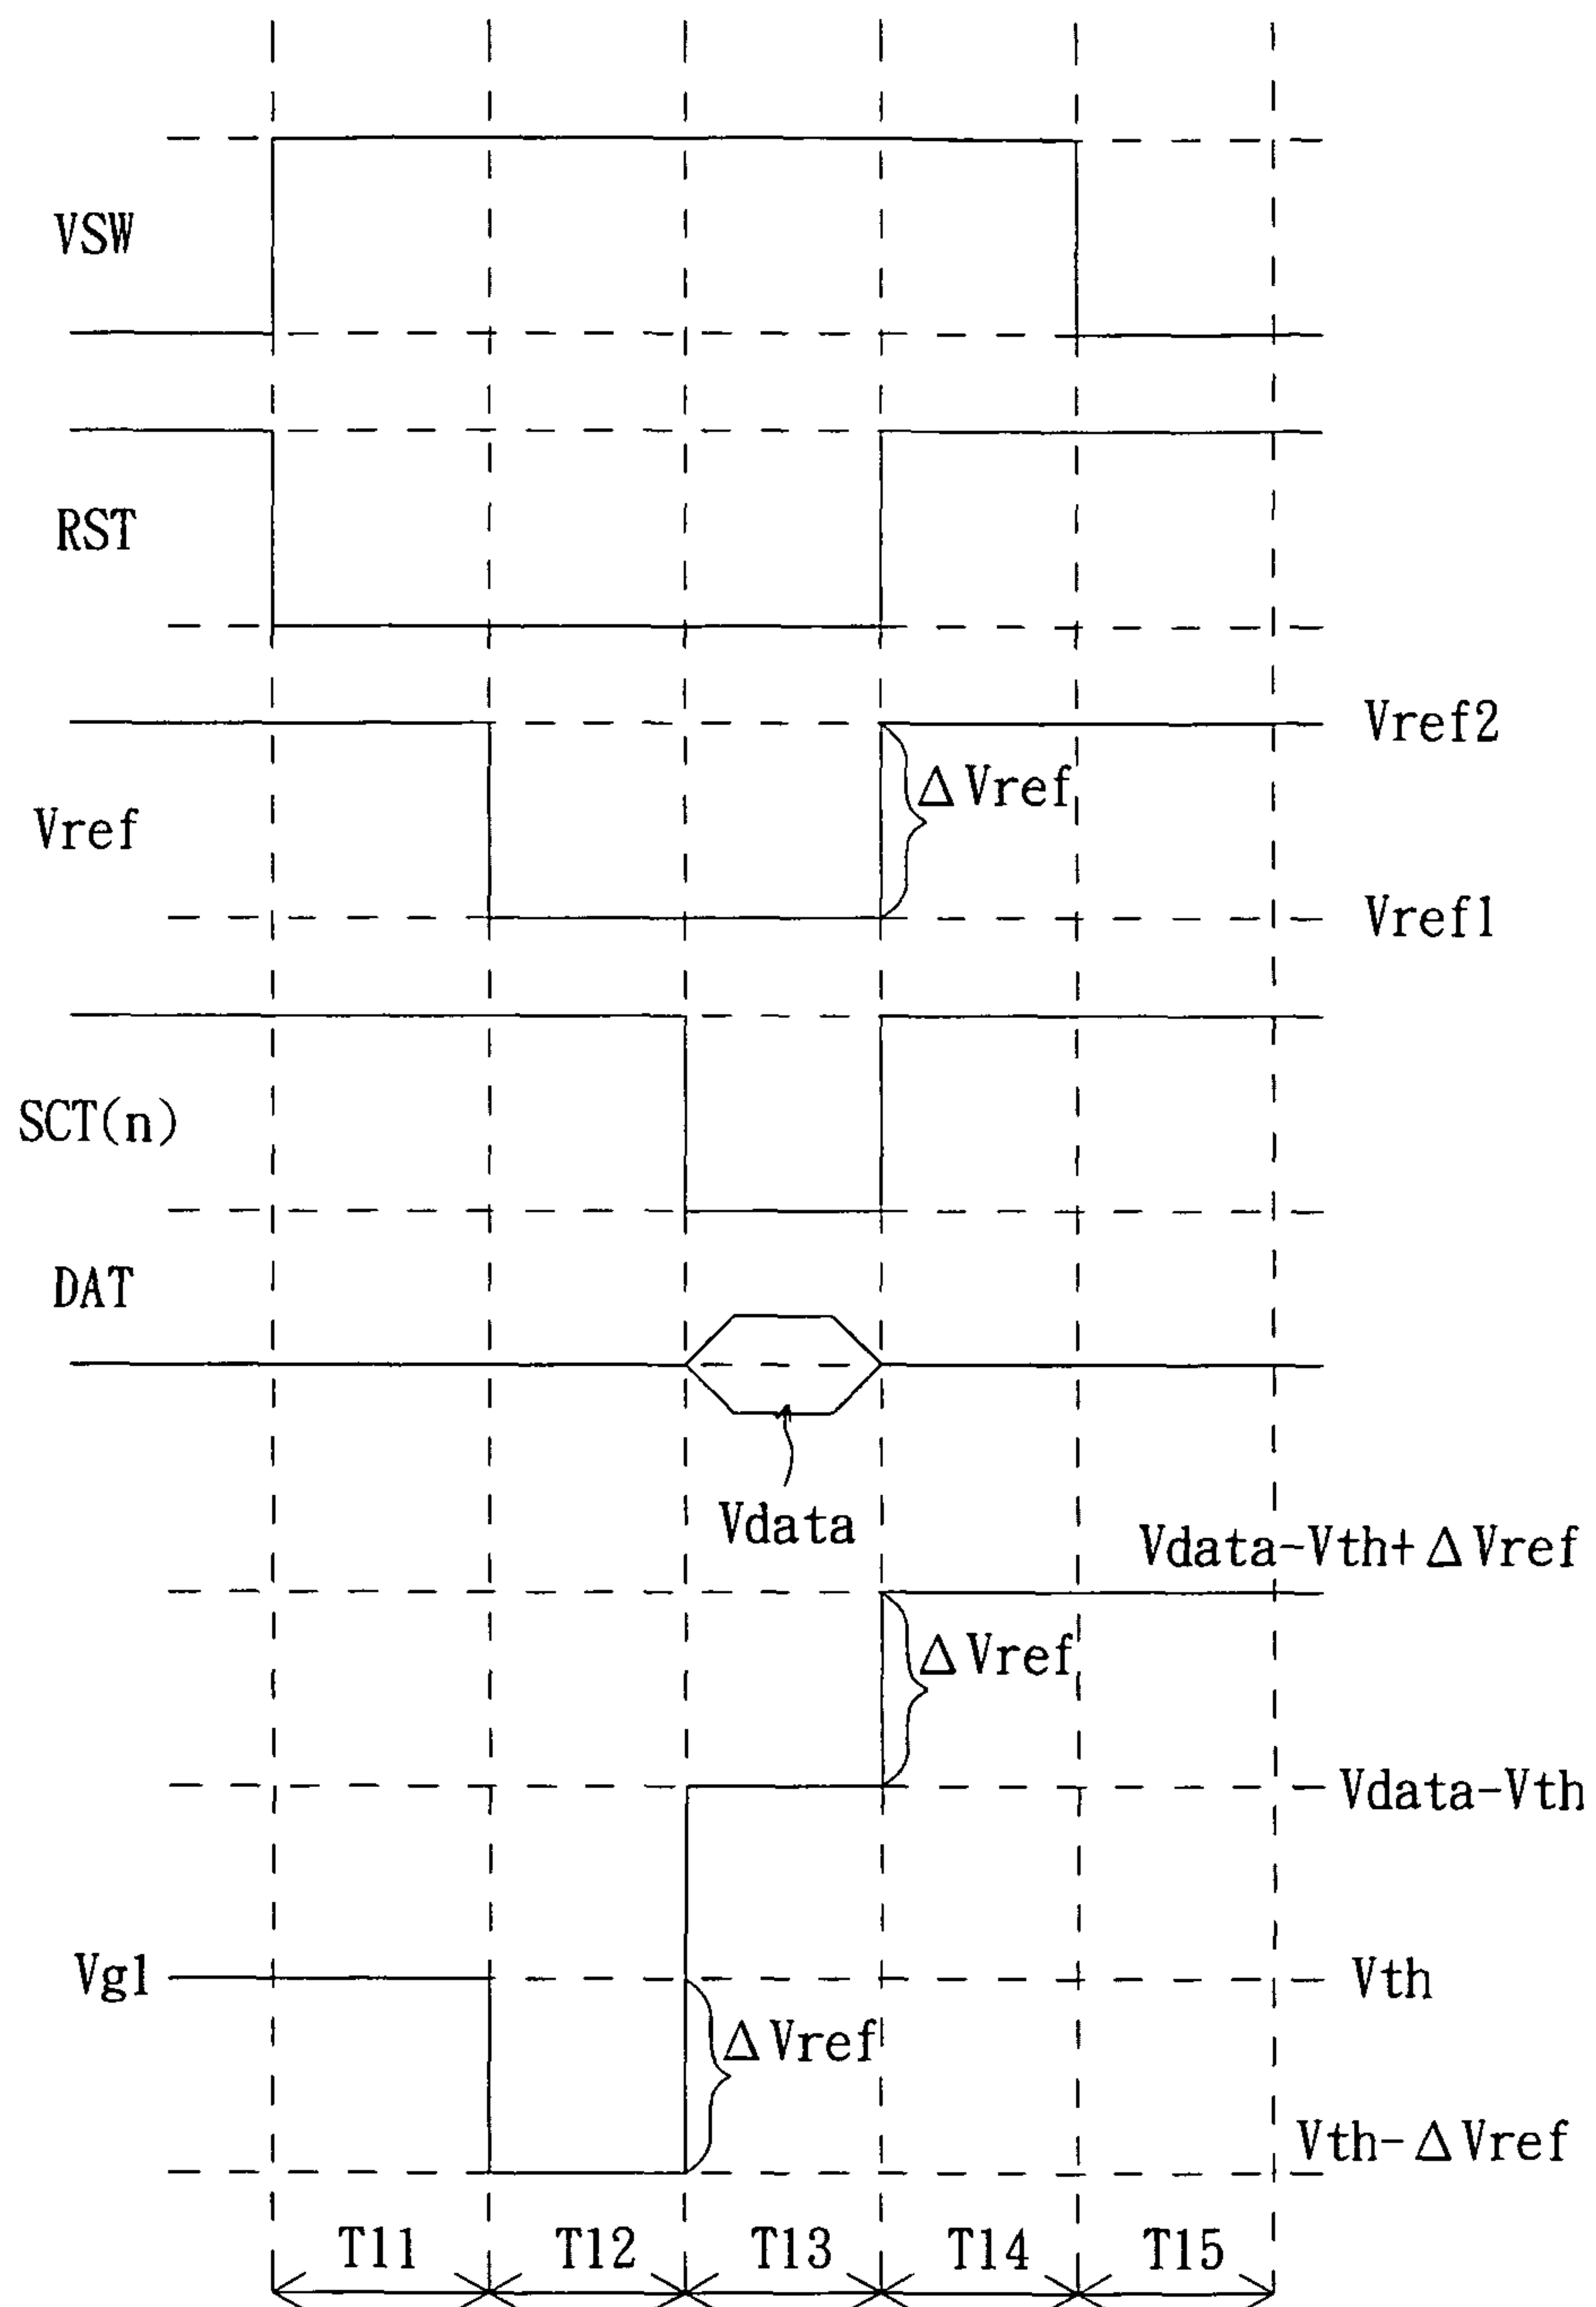 VSW
RST
Vref2
ΔVref
Vref
Vref1
SCT(n)
DAT
Vdata
Vdata-Vth+ΔVref
ΔVref
Vdata-Vth
Vg1
Vth
ΔVref
Vth-ΔVref
T11 T12 T13 T14 T15